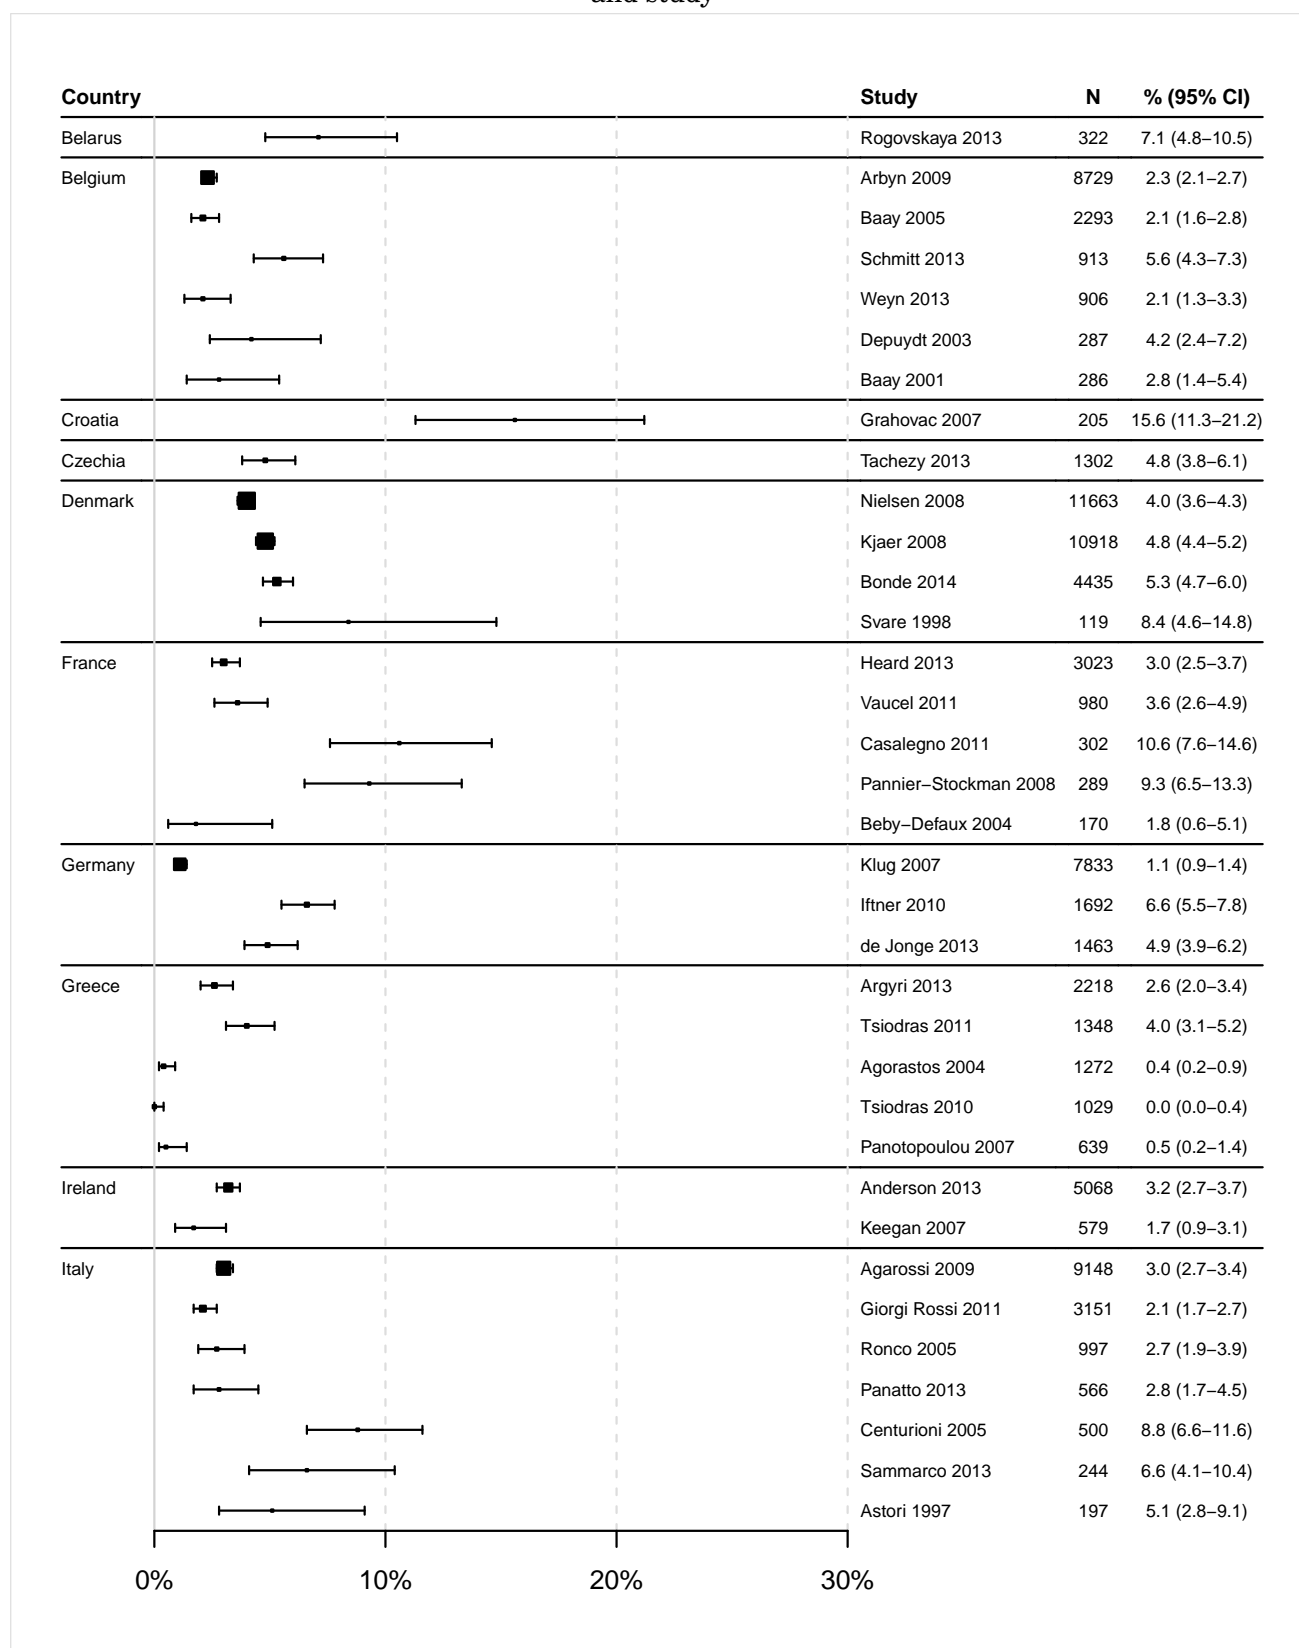 and study
Country Study N % (95% CI)
Belarus Rogovskaya 2013 322 7.1 (4.8–10.5)
Belgium Arbyn 2009 8729 2.3 (2.1–2.7)
Baay 2005 2293 2.1 (1.6–2.8)
Schmitt 2013 913 5.6 (4.3–7.3)
Weyn 2013 906 2.1 (1.3–3.3)
Depuydt 2003 287 4.2 (2.4–7.2)
Baay 2001 286 2.8 (1.4–5.4)
Croatia Grahovac 2007 205 15.6 (11.3–21.2)
Czechia Tachezy 2013 1302 4.8 (3.8–6.1)
Denmark Nielsen 2008 11663 4.0 (3.6–4.3)
Kjaer 2008 10918 4.8 (4.4–5.2)
Bonde 2014 4435 5.3 (4.7–6.0)
Svare 1998 119 8.4 (4.6–14.8)
France Heard 2013 3023 3.0 (2.5–3.7)
Vaucel 2011 980 3.6 (2.6–4.9)
Casalegno 2011 302 10.6 (7.6–14.6)
Pannier–Stockman 2008 289 9.3 (6.5–13.3)
Beby–Defaux 2004 170 1.8 (0.6–5.1)
Germany Klug 2007 7833 1.1 (0.9–1.4)
Iftner 2010 1692 6.6 (5.5–7.8)
de Jonge 2013 1463 4.9 (3.9–6.2)
Greece Argyri 2013 2218 2.6 (2.0–3.4)
Tsiodras 2011 1348 4.0 (3.1–5.2)
Agorastos 2004 1272 0.4 (0.2–0.9)
Tsiodras 2010 1029 0.0 (0.0–0.4)
Panotopoulou 2007 639 0.5 (0.2–1.4)
Ireland Anderson 2013 5068 3.2 (2.7–3.7)
Keegan 2007 579 1.7 (0.9–3.1)
Italy Agarossi 2009 9148 3.0 (2.7–3.4)
Giorgi Rossi 2011 3151 2.1 (1.7–2.7)
Ronco 2005 997 2.7 (1.9–3.9)
Panatto 2013 566 2.8 (1.7–4.5)
Centurioni 2005 500 8.8 (6.6–11.6)
Sammarco 2013 244 6.6 (4.1–10.4)
Astori 1997 197 5.1 (2.8–9.1)
0% 10% 20% 30%